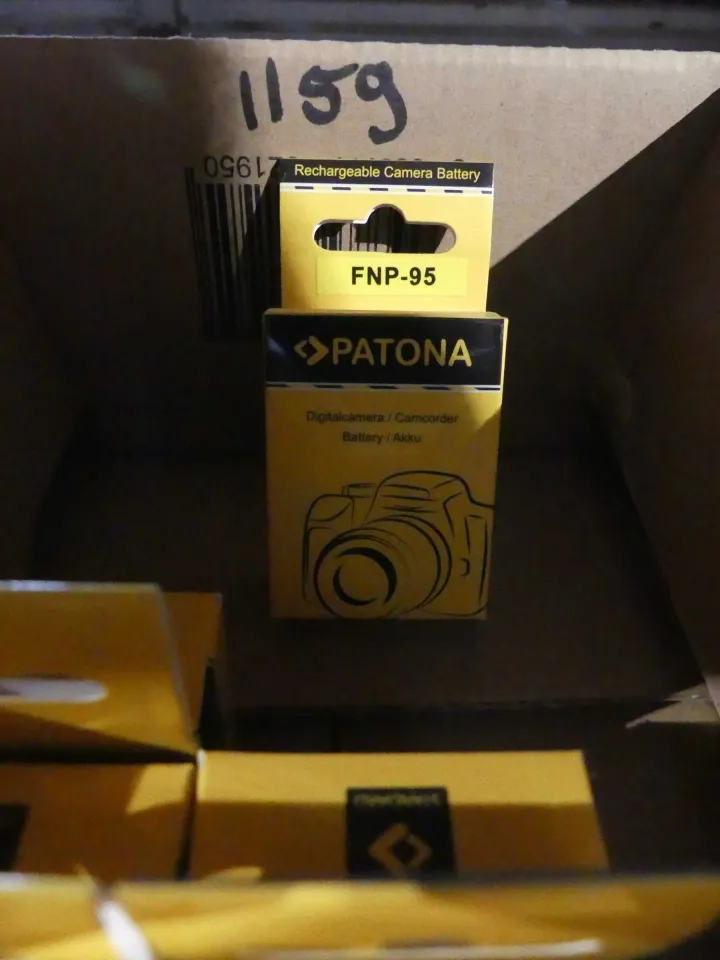 1159
Rechargeable Camera Battery
FNP-95
PATONA
Digitalcamera / Camcorder
Battery / Akku